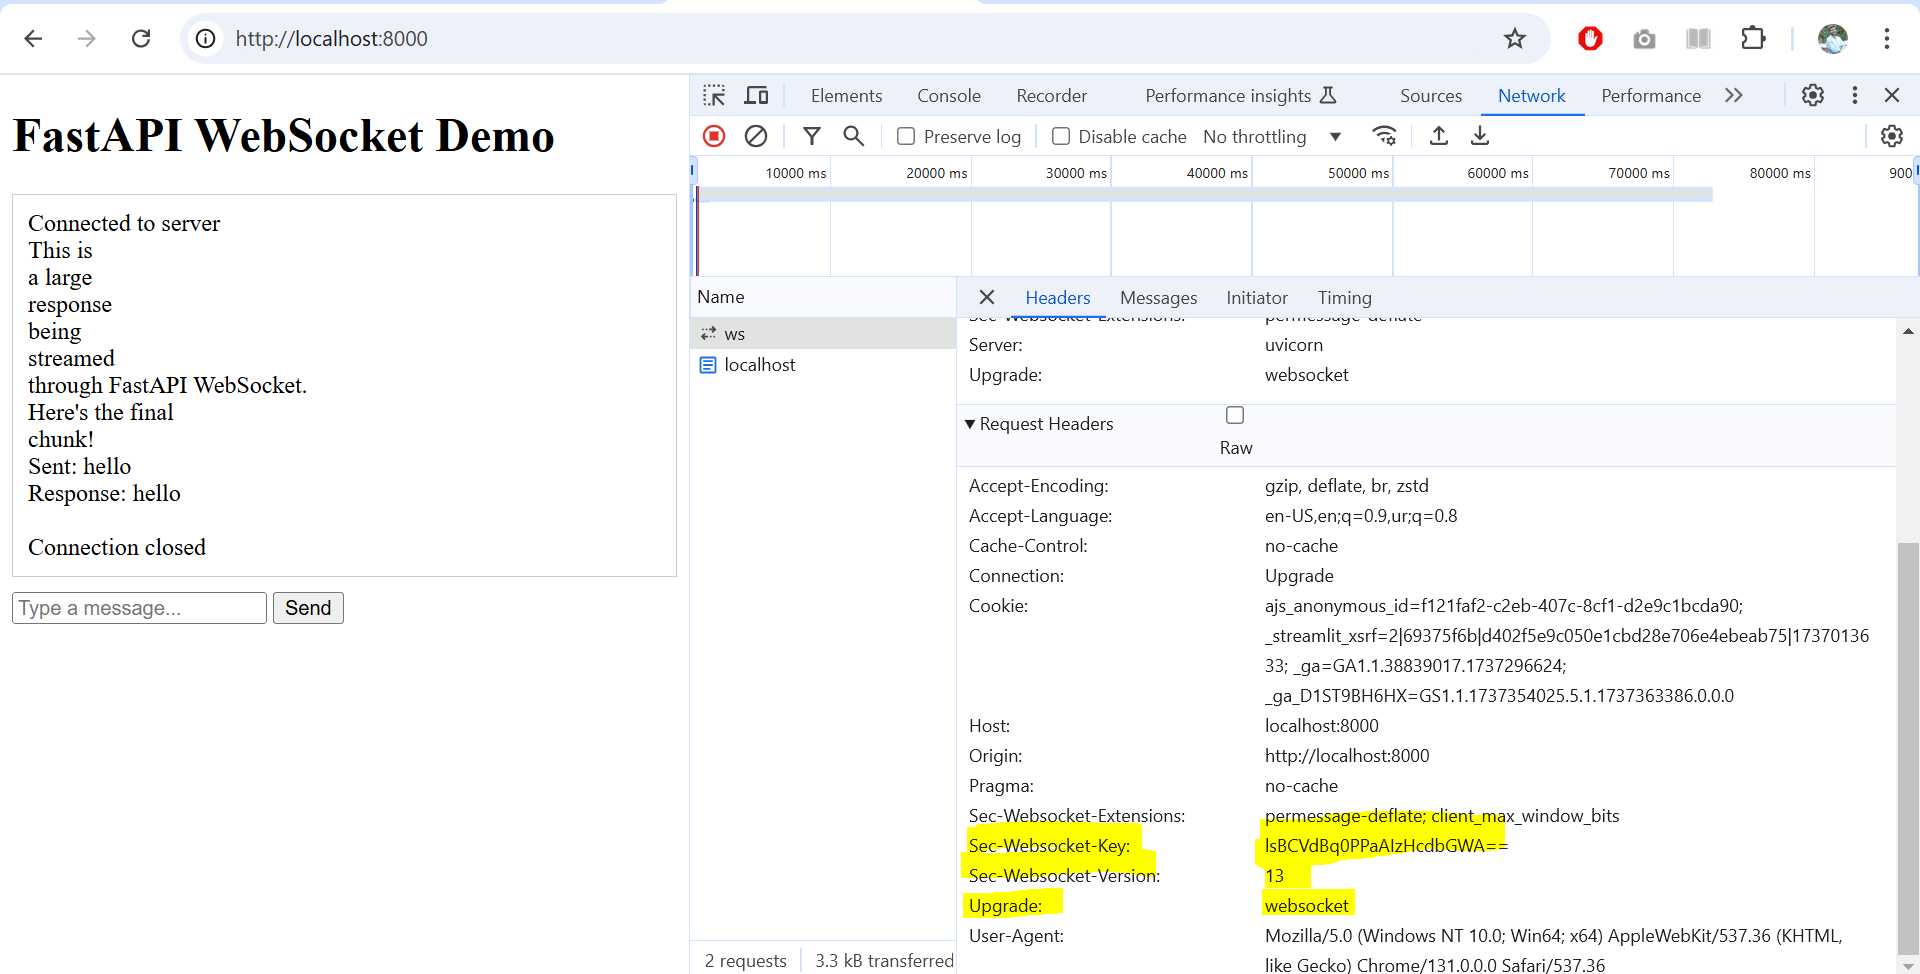 http://localhost:8000
FastAPI WebSocket Demo
Connected to server
This is
a large
response
being
streamed
through FastAPI WebSocket.
Here's the final
chunk!
Sent: hello
Response: hello
Connection closed
Type a message...
Send
Elements Console Recorder Performance insights Sources Network Performance
Preserve log Disable cache No throttling
10000 ms 20000 ms 30000 ms 40000 ms 50000 ms 60000 ms 70000 ms 80000 ms 900
Name
ws
localhost
2 requests 3.3 kB transferred
Headers Messages Initiator Timing
Sec-Websocket-Extensions: permessage-deflate
Server: uvicorn
Upgrade: websocket
Request Headers
Raw
Accept-Encoding: gzip, deflate, br, zstd
Accept-Language: en-US,en;q=0.9,ur;q=0.8
Cache-Control: no-cache
Connection: Upgrade
Cookie: ajs_anonymous_id=f121faf2-c2eb-407c-8cf1-d2e9c1bcda90;
_streamlit_xsrf=2|69375f6b|d402f5e9c050e1cbd28e706e4ebeab75|17370136
33; _ga=GA1.1.38839017.1737296624;
_ga_D1ST9BH6HX=GS1.1.1737354025.5.1.1737363386.0.0.0
Host: localhost:8000
Origin: http://localhost:8000
Pragma: no-cache
Sec-Websocket-Extensions: permessage-deflate; client_max_window_bits
Sec-Websocket-Key: lsBCVdBq0PPaAIzHcdbGWA==
Sec-Websocket-Version: 13
Upgrade: websocket
User-Agent: Mozilla/5.0 (Windows NT 10.0; Win64; x64) AppleWebKit/537.36 (KHTML,
like Gecko) Chrome/131.0.0.0 Safari/537.36